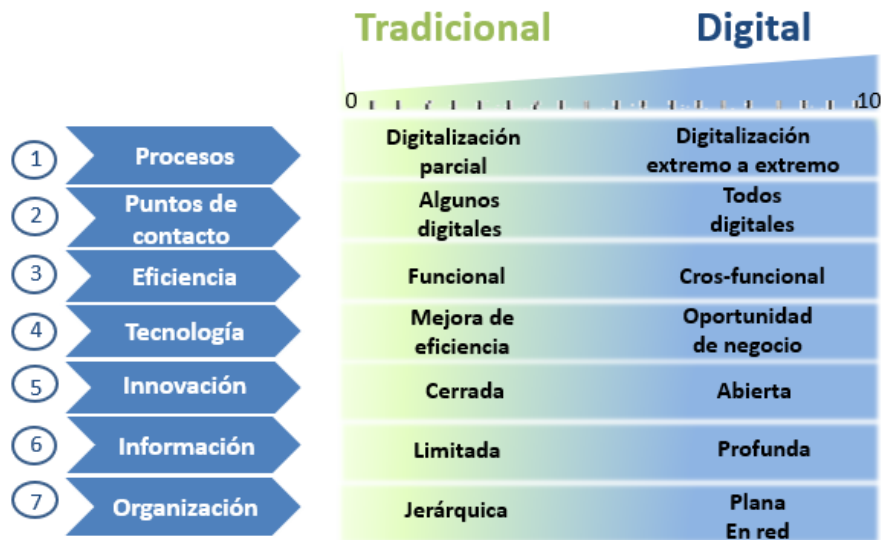 Tradicional Digital
0 10
1 Procesos Digitalización parcial Digitalización extremo a extremo
2 Puntos de contacto Algunos digitales Todos digitales
3 Eficiencia Funcional Cros-funcional
4 Tecnología Mejora de eficiencia Oportunidad de negocio
5 Innovación Cerrada Abierta
6 Información Limitada Profunda
7 Organización Jerárquica Plana En red